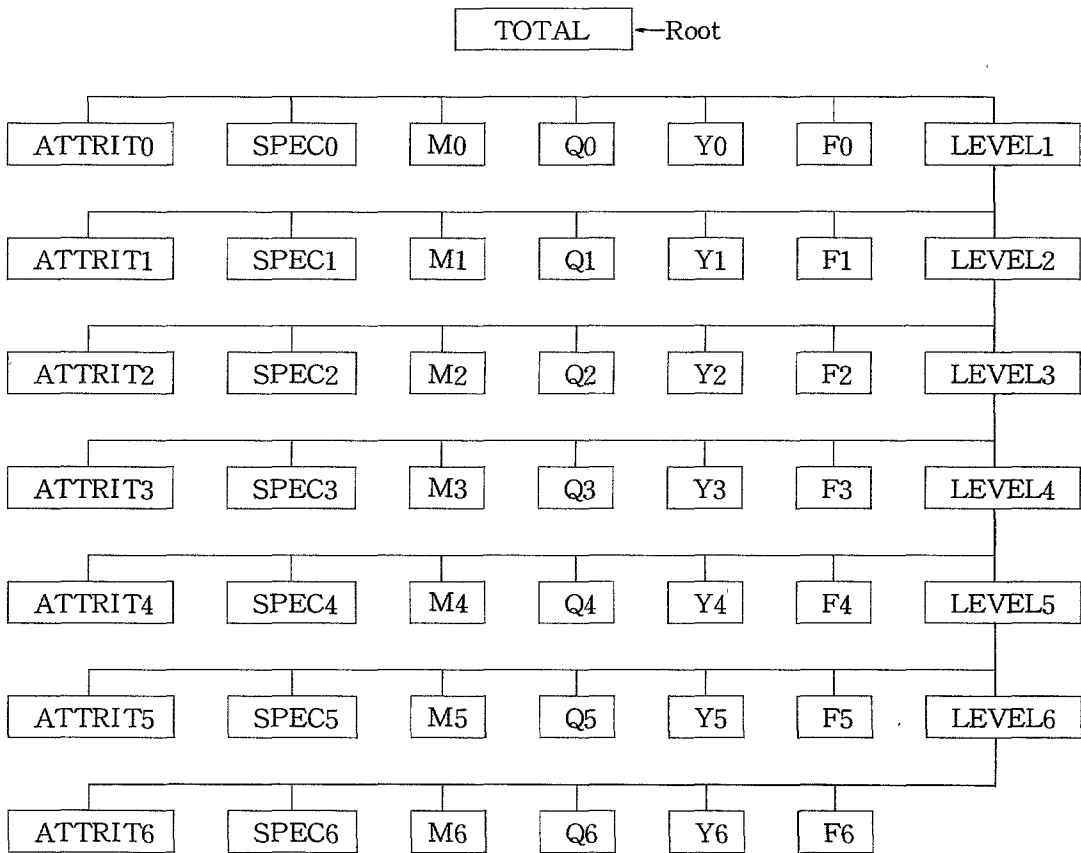 TOTAL ←Root
ATTRIT0 SPEC0 M0 Q0 Y0 F0 LEVEL1
ATTRIT1 SPEC1 M1 Q1 Y1 F1 LEVEL2
ATTRIT2 SPEC2 M2 Q2 Y2 F2 LEVEL3
ATTRIT3 SPEC3 M3 Q3 Y3 F3 LEVEL4
ATTRIT4 SPEC4 M4 Q4 Y4 F4 LEVEL5
ATTRIT5 SPEC5 M5 Q5 Y5 F5 LEVEL6
ATTRIT6 SPEC6 M6 Q6 Y6 F6